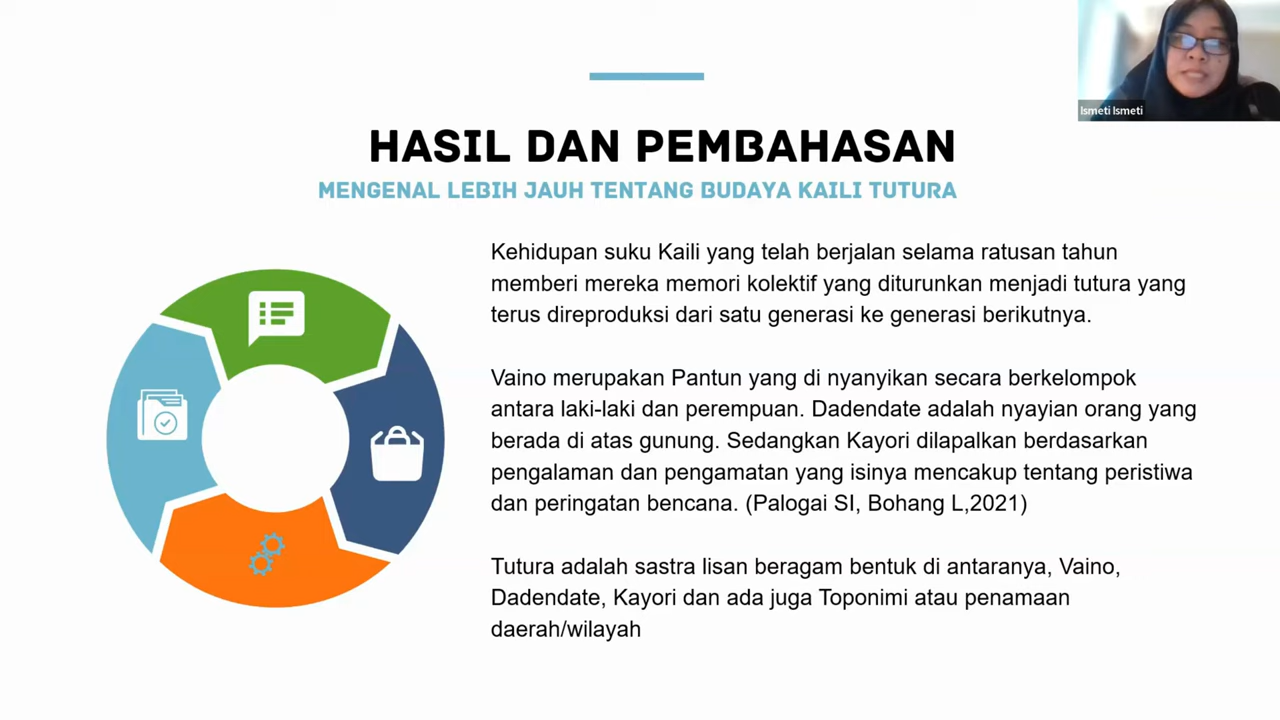 Ismeti Ismeti
HASIL DAN PEMBAHASAN
MENGENAL LEBIH JAUH TENTANG BUDAYA KAILI TUTURA
Kehidupan suku Kaili yang telah berjalan selama ratusan tahun
memberi mereka memori kolektif yang diturunkan menjadi tutura yang
terus direproduksi dari satu generasi ke generasi berikutnya.
Vaino merupakan Pantun yang di nyanyikan secara berkelompok
antara laki-laki dan perempuan. Dadendate adalah nyayian orang yang
berada di atas gunung. Sedangkan Kayori dilapalkan berdasarkan
pengalaman dan pengamatan yang isinya mencakup tentang peristiwa
dan peringatan bencana. (Palogai SI, Bohang L,2021)
Tutura adalah sastra lisan beragam bentuk di antaranya, Vaino,
Dadendate, Kayori dan ada juga Toponimi atau penamaan
daerah/wilayah